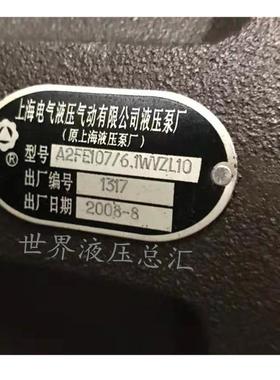 上海电气液压气动有限公司液压泵厂
(原上海液压泵厂)
®
型号 A2FE107/6.1WVZL10
出厂编号 1317
出厂日期 2008-8
世界液压总汇